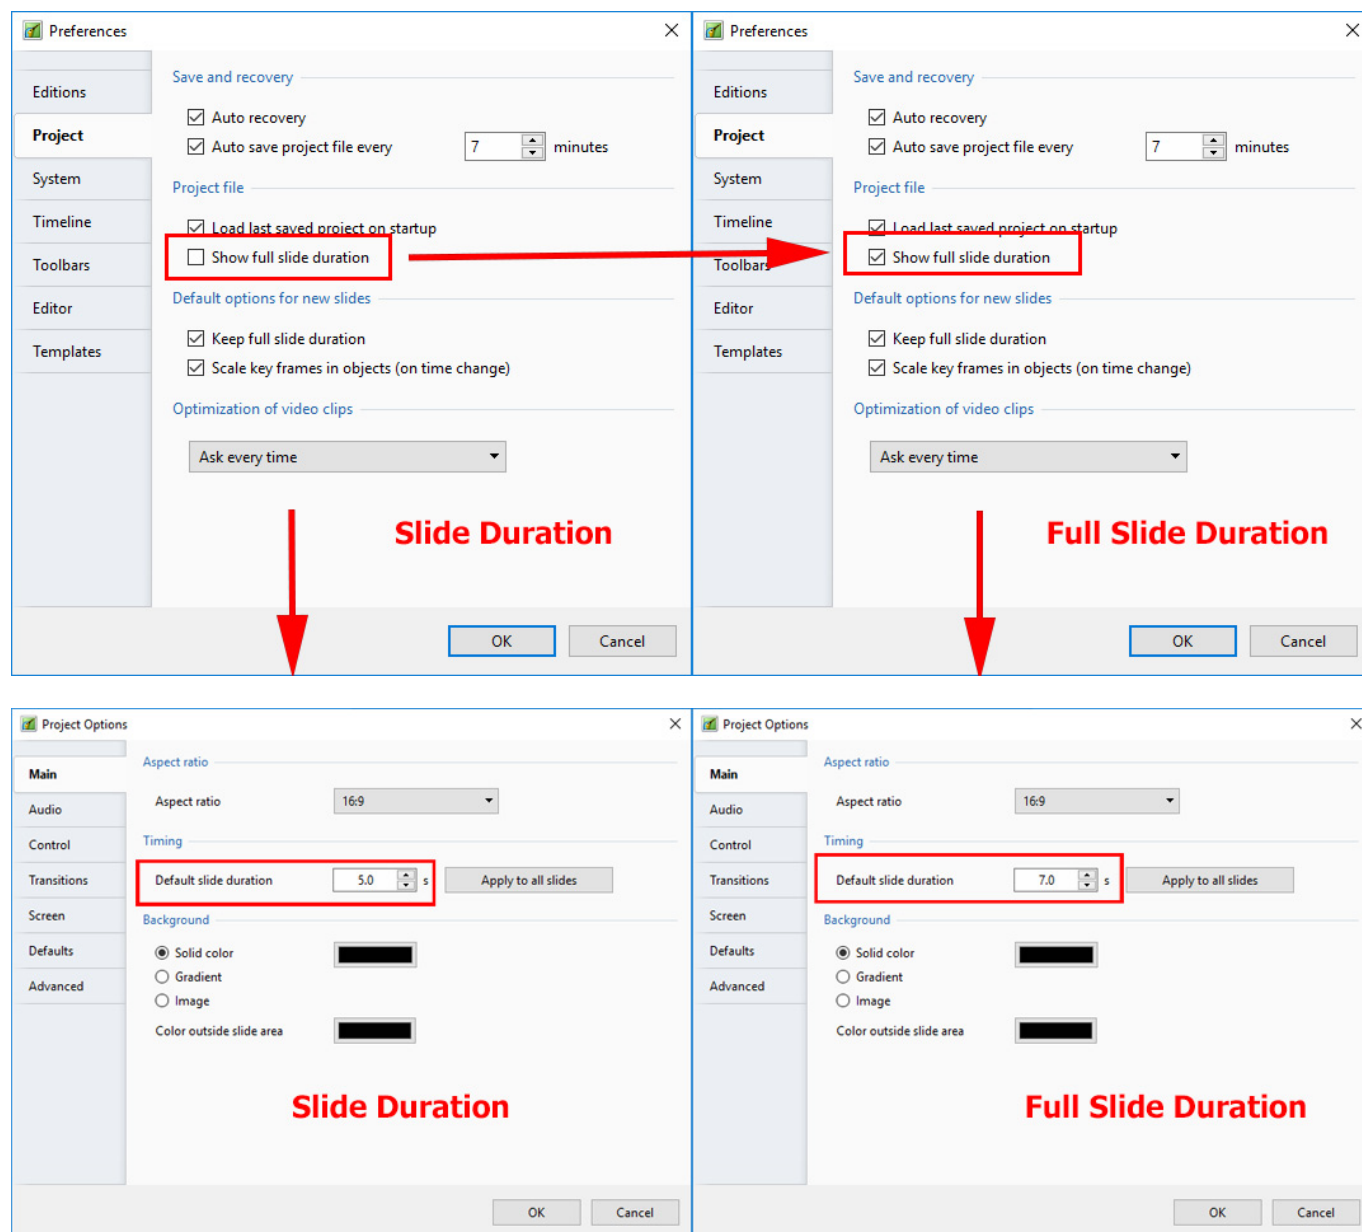 Preferences
Editions
Project
System
Timeline
Toolbars
Editor
Templates
Save and recovery
Auto recovery
Auto save project file every 7 minutes
Project file
Load last saved project on startup
Show full slide duration
Default options for new slides
Keep full slide duration
Scale key frames in objects (on time change)
Optimization of video clips
Ask every time
Slide Duration
OK Cancel
Preferences
Editions
Project
System
Timeline
Toolbars
Editor
Templates
Save and recovery
Auto recovery
Auto save project file every 7 minutes
Project file
Load last saved project on startup
Show full slide duration
Default options for new slides
Keep full slide duration
Scale key frames in objects (on time change)
Optimization of video clips
Ask every time
Full Slide Duration
OK Cancel
Project Options
Main
Audio
Control
Transitions
Screen
Defaults
Advanced
Aspect ratio
Aspect ratio 16:9
Timing
Default slide duration 5.0 s Apply to all slides
Background
Solid color
Gradient
Image
Color outside slide area
Slide Duration
OK Cancel
Project Options
Main
Audio
Control
Transitions
Screen
Defaults
Advanced
Aspect ratio
Aspect ratio 16:9
Timing
Default slide duration 7.0 s Apply to all slides
Background
Solid color
Gradient
Image
Color outside slide area
Full Slide Duration
OK Cancel